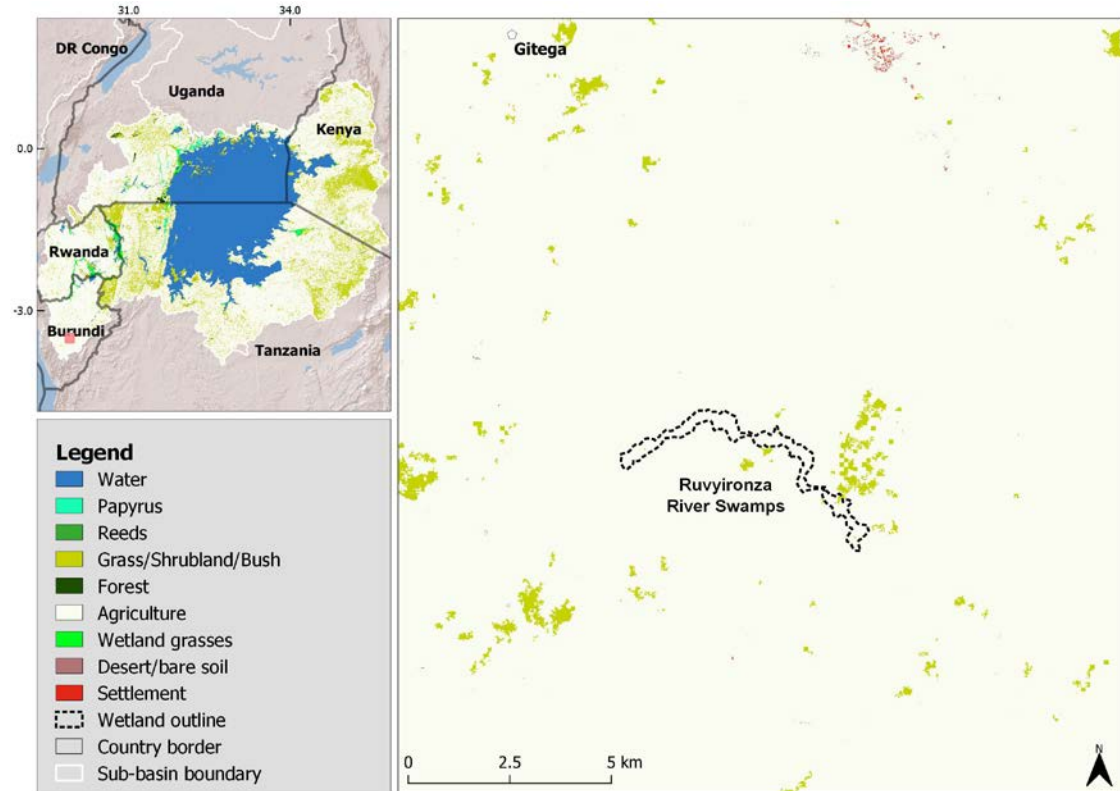 31.0
34.0
DR Congo
Uganda
Kenya
0.0
Rwanda
-3.0
Burundi
Tanzania
Legend
Water
Papyrus
Reeds
Grass/Shrubland/Bush
Forest
Agriculture
Wetland grasses
Desert/bare soil
Settlement
Wetland outline
Country border
Sub-basin boundary
Gitega
Ruvyironza
River Swamps
0
2.5
5 km
N